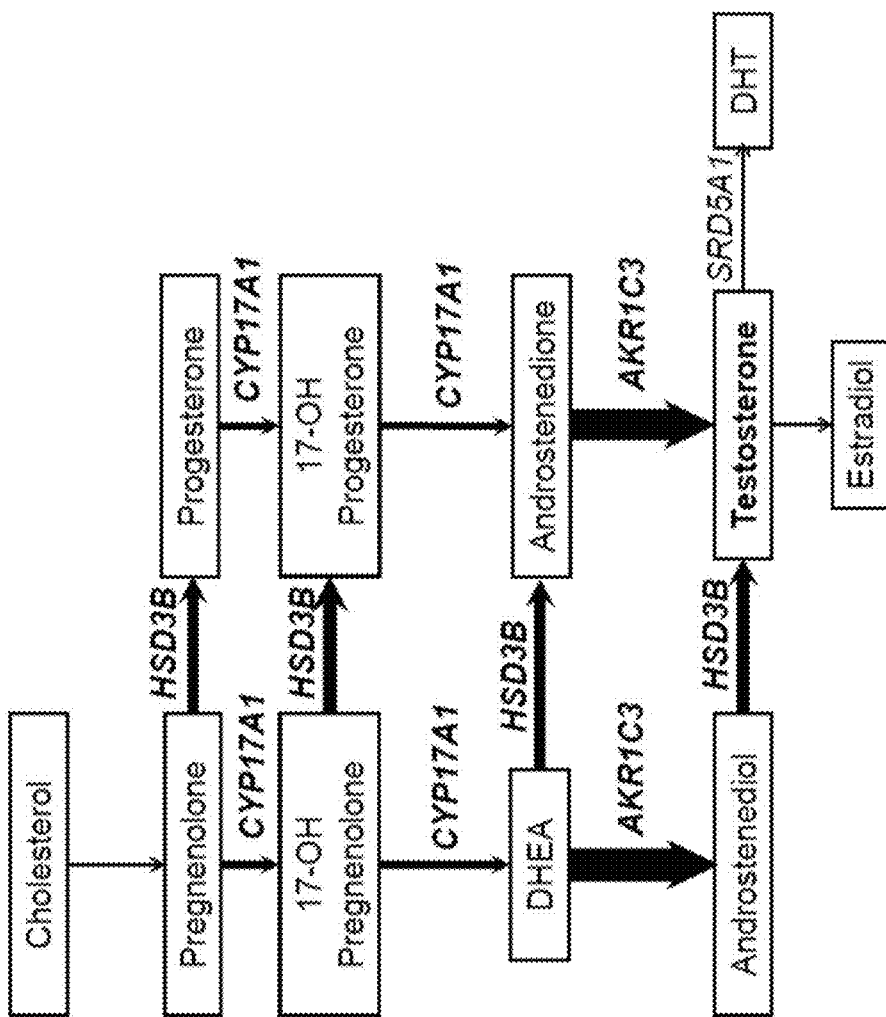 Cholesterol
HSD3B
Pregnenolone
Progesterone
CYP17A1
CYP17A1
17-OH
Pregnenolone
HSD3B
17-OH
Progesterone
CYP17A1
CYP17A1
HSD3B
DHEA
Androstenedione
AKR1C3
AKR1C3
HSD3B
SRD5A1
Androstenediol
Testosterone
DHT
Estradiol